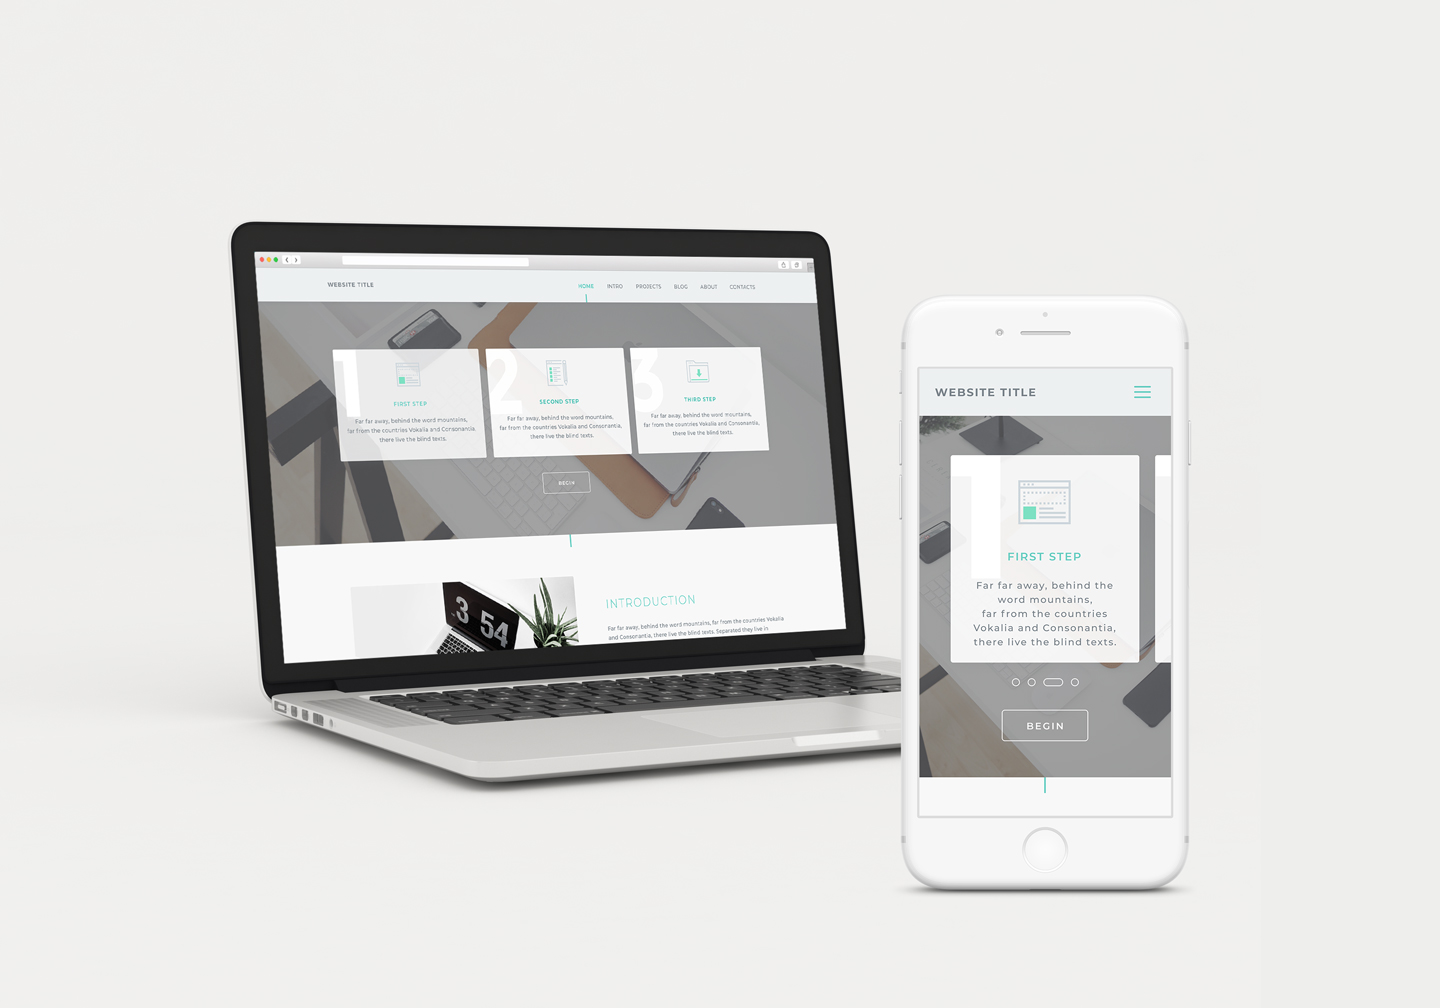 WEBSITE TITLE
HOME INTRO PROJECTS BLOG ABOUT CONTACTS
1
FIRST STEP
Far far away, behind the word mountains,
far from the countries Vokalia and Consonantia,
there live the blind texts.
2
SECOND STEP
Far far away, behind the word mountains,
far from the countries Vokalia and Consonantia,
there live the blind texts.
3
THIRD STEP
Far far away, behind the word mountains,
far from the countries Vokalia and Consonantia,
there live the blind texts.
BEGIN
3 54
INTRODUCTION
Far far away, behind the word mountains, far from the countries Vokalia
and Consonantia, there live the blind texts. Separated they live in
WEBSITE TITLE
1
FIRST STEP
Far far away, behind the
word mountains,
far from the countries
Vokalia and Consonantia,
there live the blind texts.
BEGIN